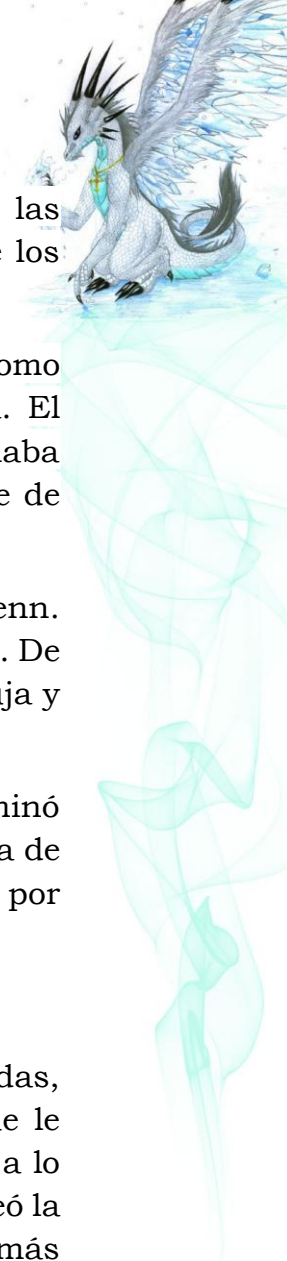 las
los
omo
. El
aba
e de
enn.
. De
ja y
ninó
a de
por
das,
e le
a lo
eó la
más